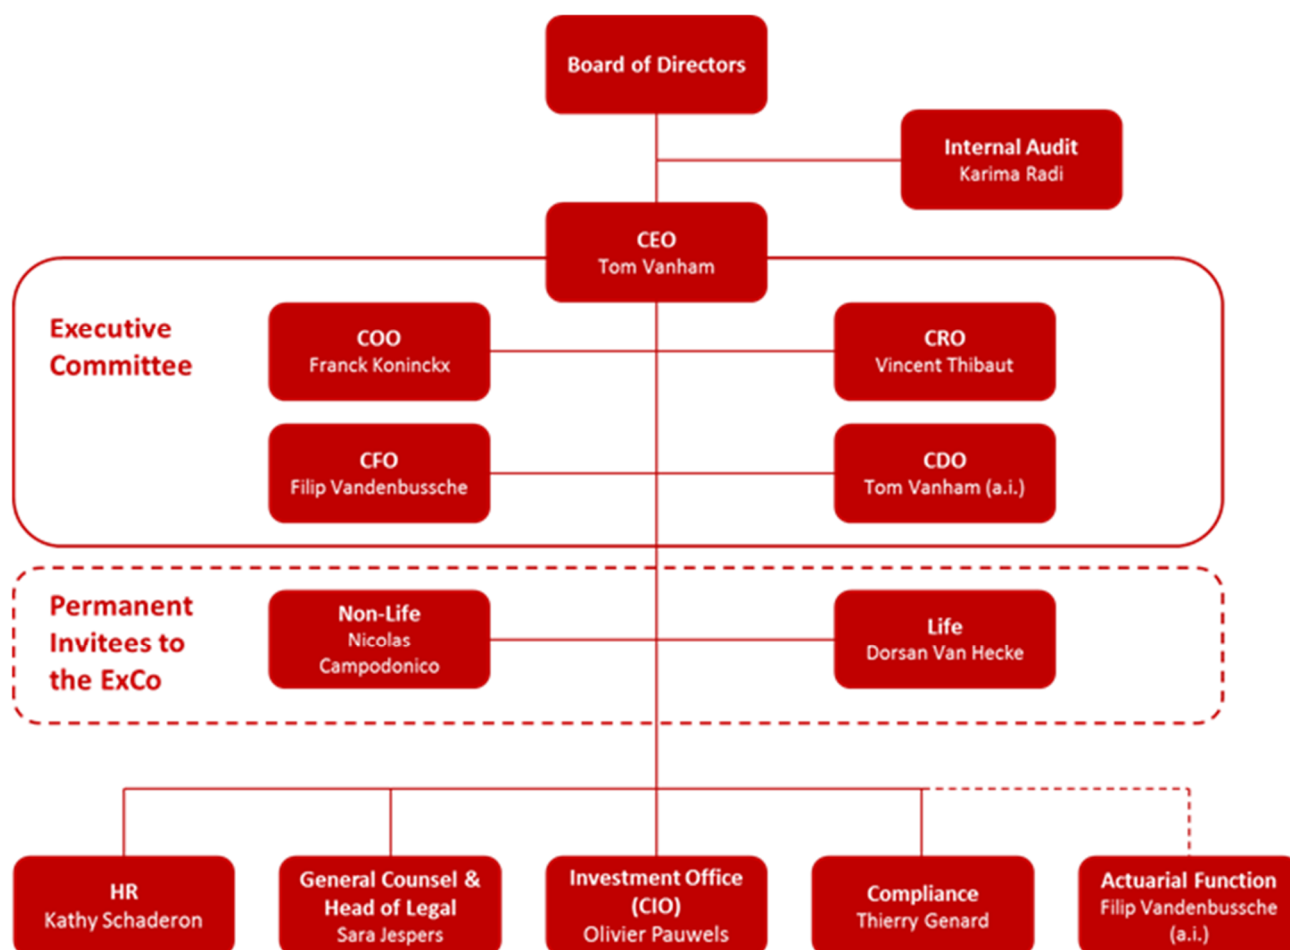 Board of Directors
Internal Audit
Karima Radi
CEO
Tom Vanham
Executive
Committee
COO
Franck Koninckx
CRO
Vincent Thibaut
CFO
Filip Vandenbussche
CDO
Tom Vanham (a.i.)
Permanent
Invitees to
the ExCo
Non-Life
Nicolas
Campodonico
Life
Dorsan Van Hecke
HR
Kathy Schaderon
General Counsel &
Head of Legal
Sara Jespers
Investment Office
(CIO)
Olivier Pauwels
Compliance
Thierry Genard
Actuarial Function
Filip Vandenbussche
(a.i.)